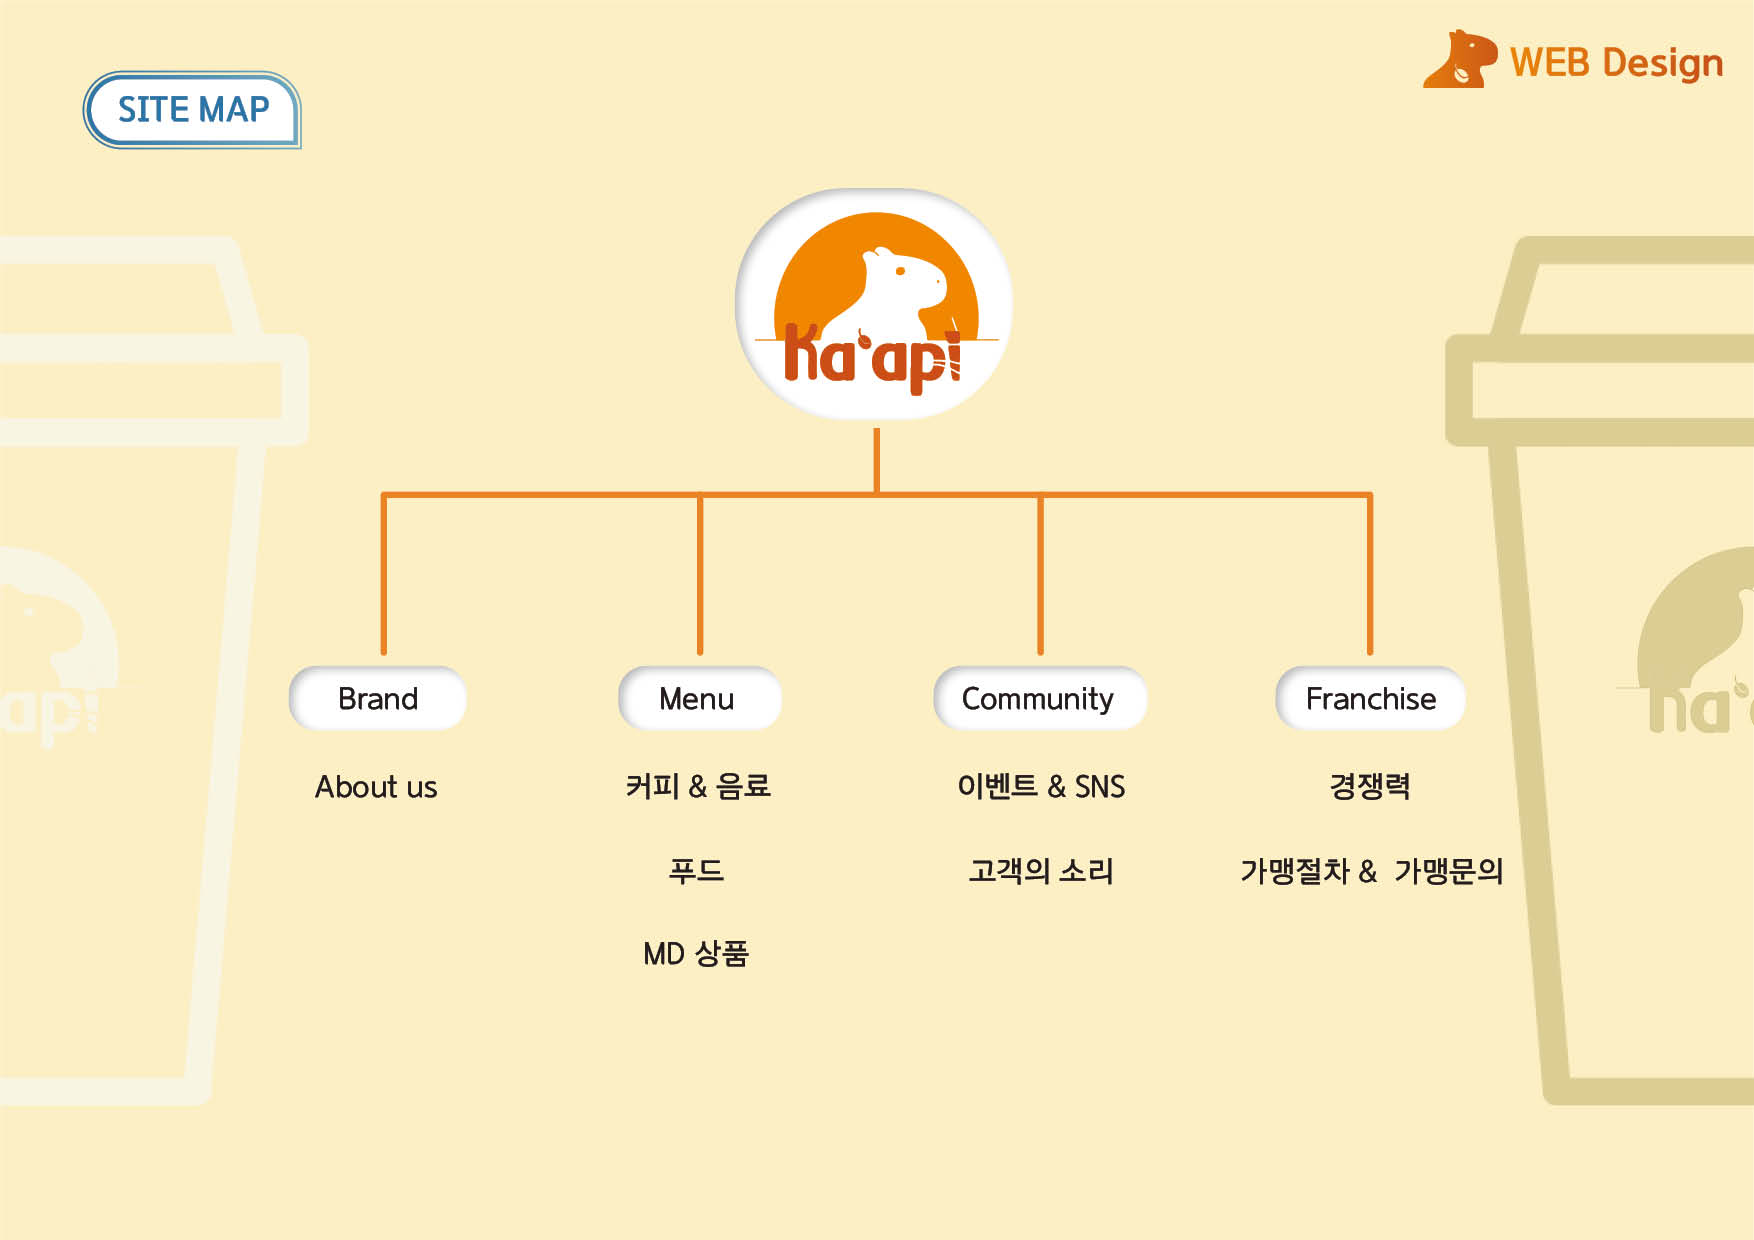 WEB Design
SITE MAP
Ka'api
Brand
Menu
Community
Franchise
About us
커피 & 음료
이벤트 & SNS
경쟁력
푸드
고객의 소리
가맹절차 & 가맹문의
MD 상품
api
ka'a